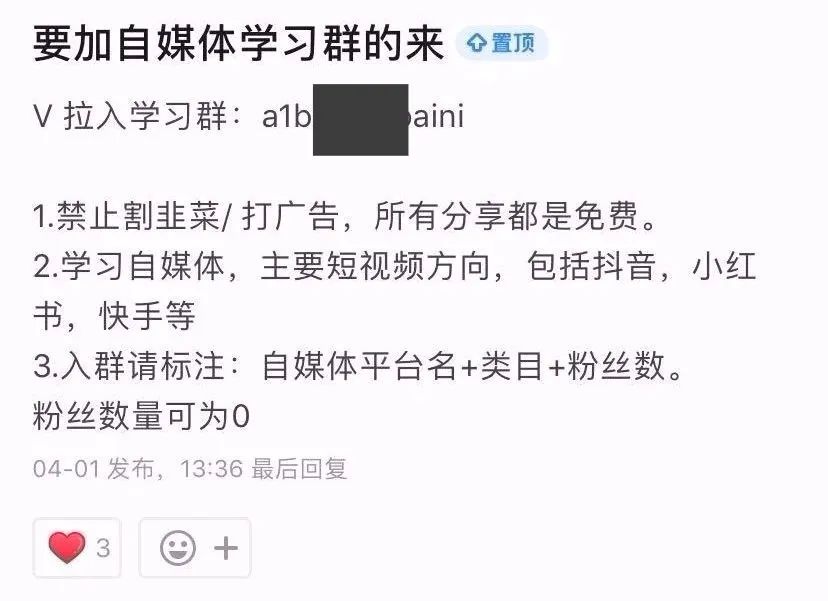 要加自媒体学习群的来 置顶
V 拉入学习群：a1b aini
1.禁止割韭菜/ 打广告，所有分享都是免费。
2.学习自媒体，主要短视频方向，包括抖音，小红
书，快手等
3.入群请标注：自媒体平台名+类目+粉丝数。
粉丝数量可为0
04-01 发布，13:36 最后回复
3